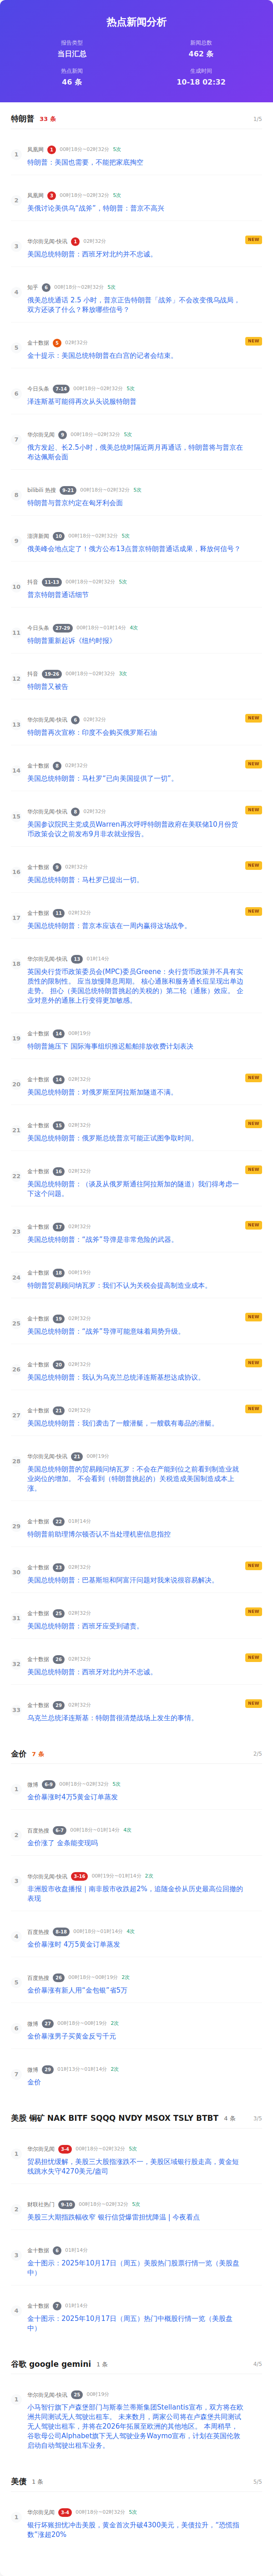 热点新闻分析
报告类型
当日汇总
新闻总数
462 条
热点新闻
46 条
生成时间
10-18 02:32
特朗普 33 条 1/5
1 凤凰网 1 00时18分~02时32分 5次
特朗普：美国也需要，不能把家底掏空
2 凤凰网 3 00时18分~02时32分 5次
美俄讨论美供乌“战斧”，特朗普：普京不高兴
3 华尔街见闻-快讯 1 02时32分 NEW
美国总统特朗普：西班牙对北约并不忠诚。
4 知乎 6 00时18分~02时32分 5次
俄美总统通话 2.5 小时，普京正告特朗普「战斧」不会改变俄乌战局，
双方还谈了什么？释放哪些信号？
5 金十数据 5 02时32分 NEW
金十提示：美国总统特朗普在白宫的记者会结束。
6 今日头条 7-14 00时18分~02时32分 5次
泽连斯基可能得再次从头说服特朗普
7 华尔街见闻 9 00时18分~02时32分 5次
俄方发起、长2.5小时，俄美总统时隔近两月再通话，特朗普将与普京在
布达佩斯会面
8 bilibili 热搜 9-21 00时18分~02时32分 5次
特朗普与普京约定在匈牙利会面
9 澎湃新闻 10 00时18分~02时32分 5次
俄美峰会地点定了！俄方公布13点普京特朗普通话成果，释放何信号？
10 抖音 11-13 00时18分~02时32分 5次
普京特朗普通话细节
11 今日头条 27-29 00时18分~01时14分 4次
特朗普重新起诉《纽约时报》
12 抖音 19-26 00时18分~02时32分 3次
特朗普又被告
13 华尔街见闻-快讯 6 02时32分 NEW
特朗普再次宣称：印度不会购买俄罗斯石油
14 金十数据 8 02时32分 NEW
美国总统特朗普：马杜罗“已向美国提供了一切”。
15 华尔街见闻-快讯 8 02时32分 NEW
美国参议院民主党成员Warren再次呼呼特朗普政府在美联储10月份货
币政策会议之前发布9月非农就业报告。
16 金十数据 9 02时32分 NEW
美国总统特朗普：马杜罗已提出一切。
17 金十数据 11 02时32分 NEW
美国总统特朗普：普京本应该在一周内赢得这场战争。
18 华尔街见闻-快讯 13 01时14分
英国央行货币政策委员会(MPC)委员Greene：央行货币政策并不具有实
质性的限制性。 应当放慢降息周期。 核心通胀和服务通长痕呈现出单边
走势。 担心（美国总统特朗普挑起的关税的）第二轮（通胀）效应。 企
业对意外的通胀上行变得更加敏感。
19 金十数据 14 00时19分
特朗普施压下 国际海事组织推迟船舶排放收费计划表决
20 金十数据 14 02时32分 NEW
美国总统特朗普：对俄罗斯至阿拉斯加隧道不满。
21 金十数据 15 02时32分 NEW
美国总统特朗普：俄罗斯总统普京可能正试图争取时间。
22 金十数据 16 02时32分 NEW
美国总统特朗普：（谈及从俄罗斯通往阿拉斯加的隧道）我们得考虑一
下这个问题。
23 金十数据 17 02时32分 NEW
美国总统特朗普：“战斧”导弹是非常危险的武器。
24 金十数据 18 00时19分
特朗普贸易顾问纳瓦罗：我们不认为关税会提高制造业成本。
25 金十数据 19 02时32分 NEW
美国总统特朗普：“战斧”导弹可能意味着局势升级。
26 金十数据 20 02时32分 NEW
美国总统特朗普：我认为乌克兰总统泽连斯基想达成协议。
27 金十数据 21 02时32分 NEW
美国总统特朗普：我们袭击了一艘潜艇，一艘载有毒品的潜艇。
28 华尔街见闻-快讯 21 00时19分
美国总统特朗普的贸易顾问纳瓦罗：不会在产能到位之前看到制造业就
业岗位的增加。 不会看到（特朗普挑起的）关税造成美国制造成本上
涨。
29 金十数据 22 01时14分
特朗普前助理博尔顿否认不当处理机密信息指控
30 金十数据 23 02时32分 NEW
美国总统特朗普：巴基斯坦和阿富汗问题对我来说很容易解决。
31 金十数据 25 02时32分 NEW
美国总统特朗普：西班牙应受到谴责。
32 金十数据 26 02时32分 NEW
美国总统特朗普：西班牙对北约并不忠诚。
33 金十数据 29 02时32分 NEW
乌克兰总统泽连斯基：特朗普很清楚战场上发生的事情。
金价 7 条 2/5
1 微博 6-9 00时18分~02时32分 5次
金价暴涨时4万5黄金订单蒸发
2 百度热搜 6-7 00时18分~01时14分 4次
金价涨了 金条能变现吗
3 华尔街见闻-快讯 3-16 00时19分~01时14分 2次
非洲股市收盘播报｜南非股市收跌超2%，追随金价从历史最高位回撤的
表现
4 百度热搜 8-18 00时18分~01时14分 4次
金价暴涨时 4万5黄金订单蒸发
5 百度热搜 26 00时18分~00时19分 2次
金价暴涨有新人用“金包银”省5万
6 微博 27 00时18分~00时19分 2次
金价暴涨男子买黄金反亏千元
7 微博 29 01时13分~01时14分 2次
金价
美股 铜矿 NAK BITF SQQQ NVDY MSOX TSLY BTBT 4 条 3/5
1 华尔街见闻 3-4 00时18分~02时32分 5次
贸易担忧缓解，美股三大股指涨跌不一，美股区域银行股走高，黄金短
线跳水失守4270美元/盎司
2 财联社热门 9-10 00时18分~02时32分 5次
美股三大期指跌幅收窄 银行信贷爆雷担忧降温 | 今夜看点
3 金十数据 6 01时14分
金十图示：2025年10月17日（周五）美股热门股票行情一览（美股盘
中）
4 金十数据 7 01时14分
金十图示：2025年10月17日（周五）热门中概股行情一览（美股盘
中）
谷歌 google gemini 1 条 4/5
1 华尔街见闻-快讯 25 00时19分
小马智行旗下卢森堡部门与斯泰兰蒂斯集团Stellantis宣布，双方将在欧
洲共同测试无人驾驶出租车。 未来数月，两家公司将在卢森堡共同测试
无人驾驶出租车，并将在2026年拓展至欧洲的其他地区。 本周稍早，
谷歌母公司Alphabet旗下无人驾驶业务Waymo宣布，计划在英国伦敦
启动自动驾驶出租车业务。
美债 1 条 5/5
1 华尔街见闻 3-4 00时18分~02时32分 5次
银行坏账担忧冲击美股，黄金首次升破4300美元，美债拉升，“恐慌指
数”涨超20%